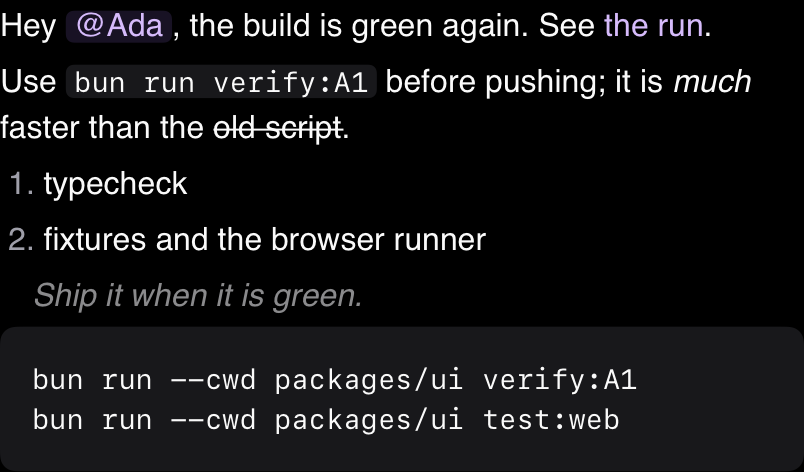 Hey @Ada, the build is green again. See the run.
Use bun run verify:A1 before pushing; it is much
faster than the old script.
1. typecheck
2. fixtures and the browser runner
Ship it when it is green.
bun run --cwd packages/ui verify:A1
bun run --cwd packages/ui test:web